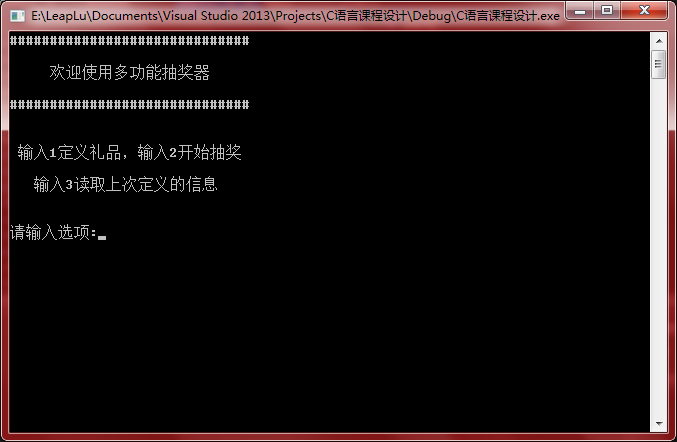 E:\LeapLu\Documents\Visual Studio 2013\Projects\C语言课程设计\Debug\C语言课程设计.exe
##############################
欢迎使用多功能抽奖器
##############################
输入1定义礼品，输入2开始抽奖
输入3读取上次定义的信息
请输入选项: